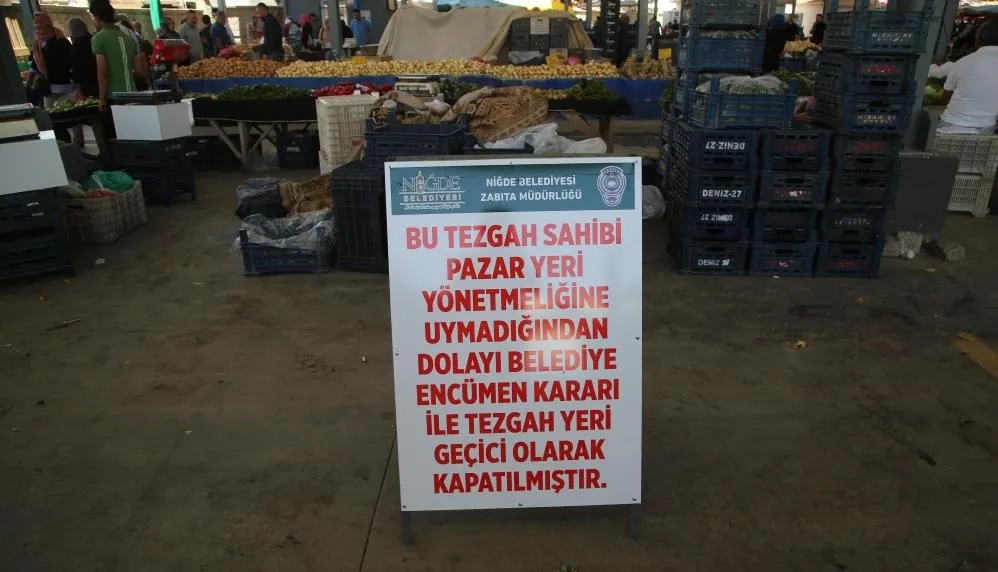 NİĞDE
BELEDİYESİ
NİĞDE BELEDİYESİ
ZABITA MÜDÜRLÜĞÜ
BU TEZGAH SAHİBİ
PAZAR YERİ
YÖNETMELİĞİNE
UYMADIĞINDAN
DOLAYI BELEDİYE
ENCÜMEN KARARI
İLE TEZGAH YERİ
GEÇİCİ OLARAK
KAPATILMIŞTIR.
DENİZ-27
DENİZ-27
27 DENİZ
DENİZ